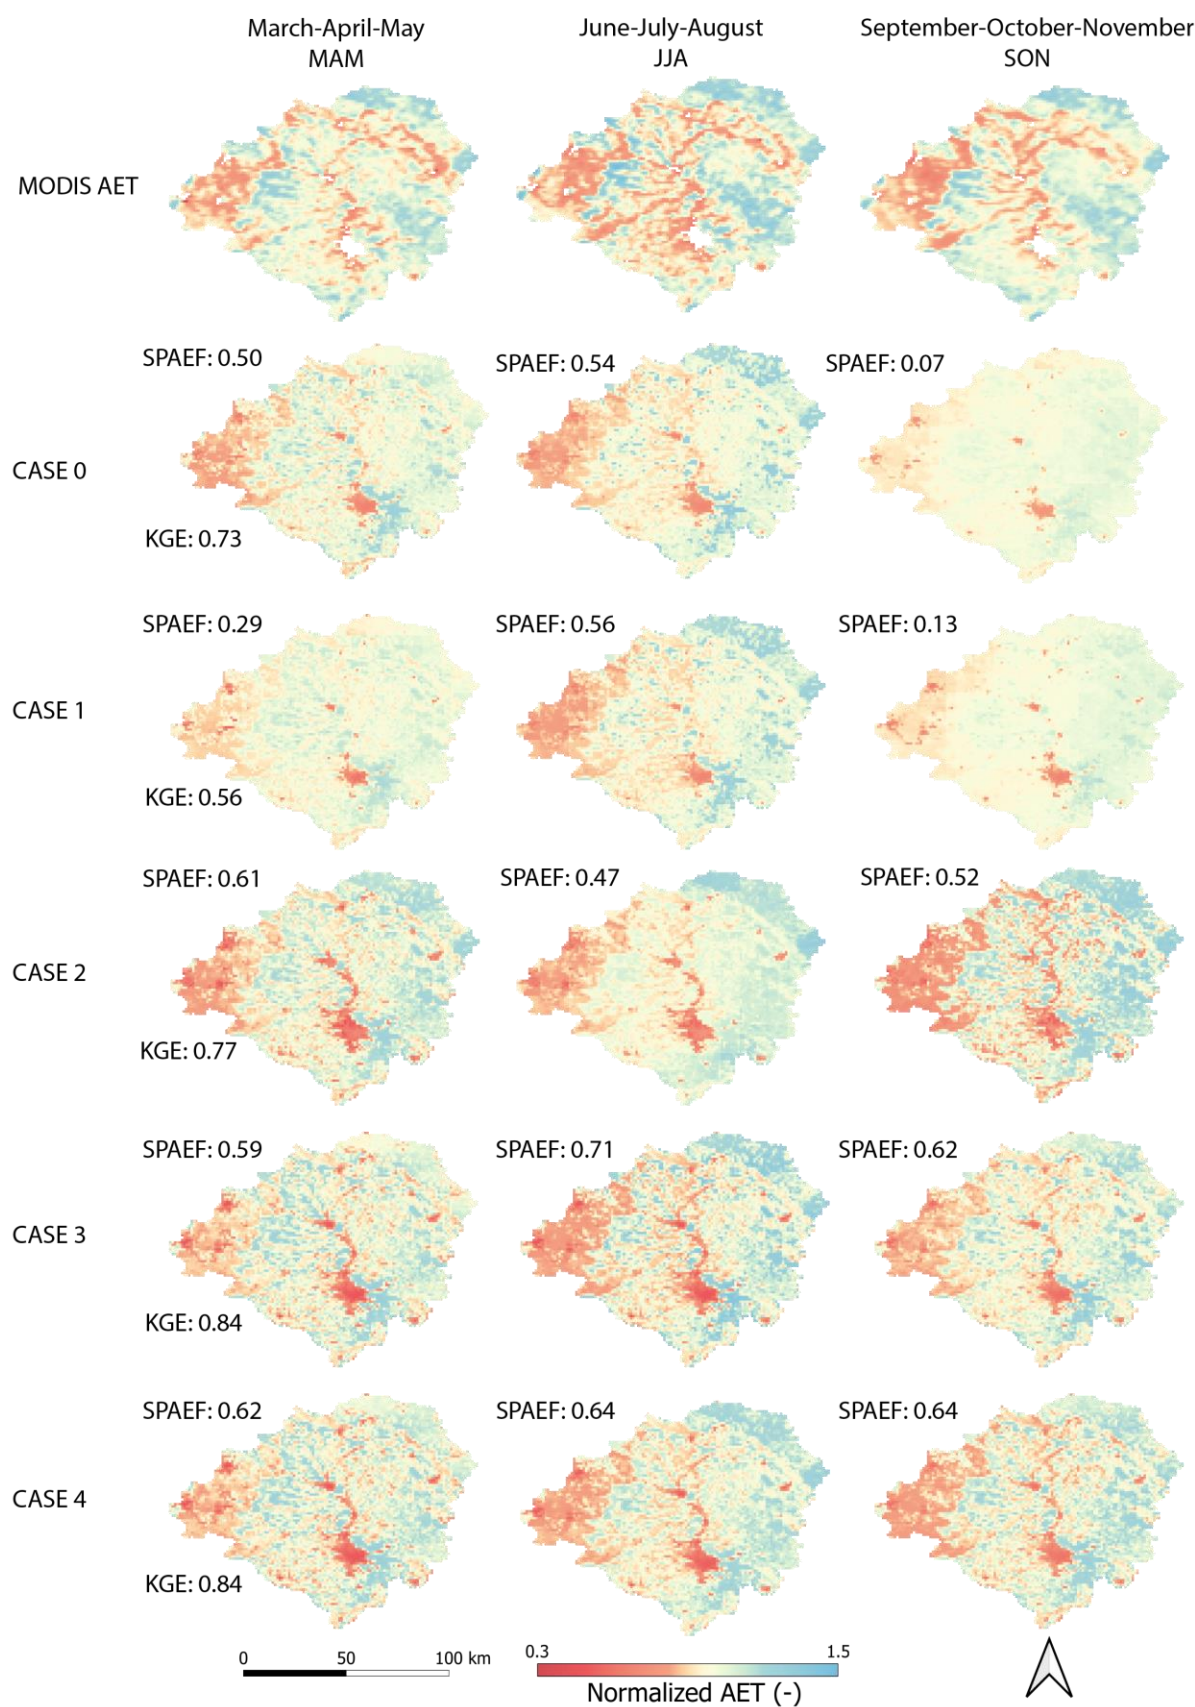 March-April-May
MAM
June-July-August
JJA
September-October-November
SON
MODIS AET
SPAEF: 0.50
SPAEF: 0.54
SPAEF: 0.07
CASE 0
KGE: 0.73
SPAEF: 0.29
SPAEF: 0.56
SPAEF: 0.13
CASE 1
KGE: 0.56
SPAEF: 0.61
SPAEF: 0.47
SPAEF: 0.52
CASE 2
KGE: 0.77
SPAEF: 0.59
SPAEF: 0.71
SPAEF: 0.62
CASE 3
KGE: 0.84
SPAEF: 0.62
SPAEF: 0.64
SPAEF: 0.64
CASE 4
KGE: 0.84
0 50 100 km
0.3 1.5
Normalized AET (-)